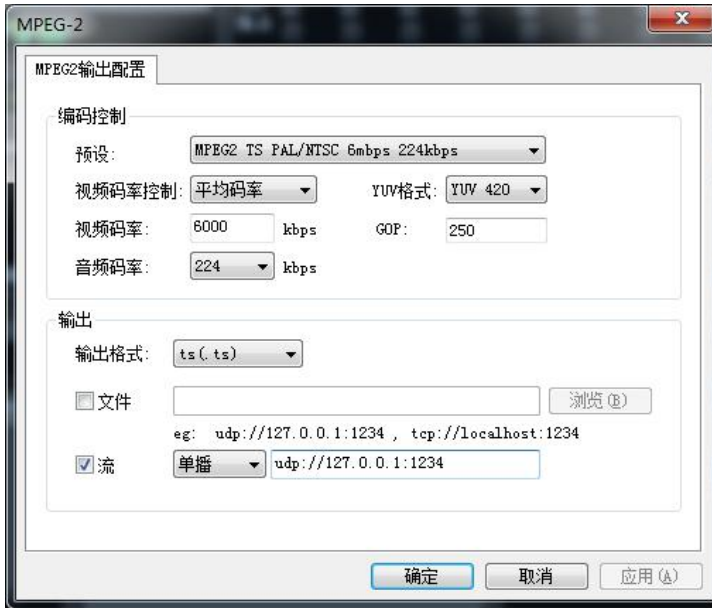 MPEG-2
MPEG2输出配置
编码控制
预设: MPEG2 TS PAL/NTSC 6mbps 224kbps
视频码率控制: 平均码率 YUV格式: YUV 420
视频码率: 6000 kbps GOP: 250
音频码率: 224 kbps
输出
输出格式: ts(.ts)
文件 浏览(B)
eg: udp://127.0.0.1:1234 , tcp://localhost:1234
流 单播 udp://127.0.0.1:1234
确定 取消 应用(A)